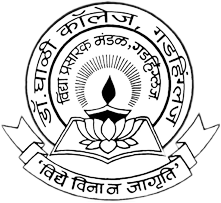 डॉ. घाळी कॉलेज, गडहिंग्लज
विद्या प्रसारक मंडळ, गडहिंग्लज.
'विद्ये विना न जागृति'